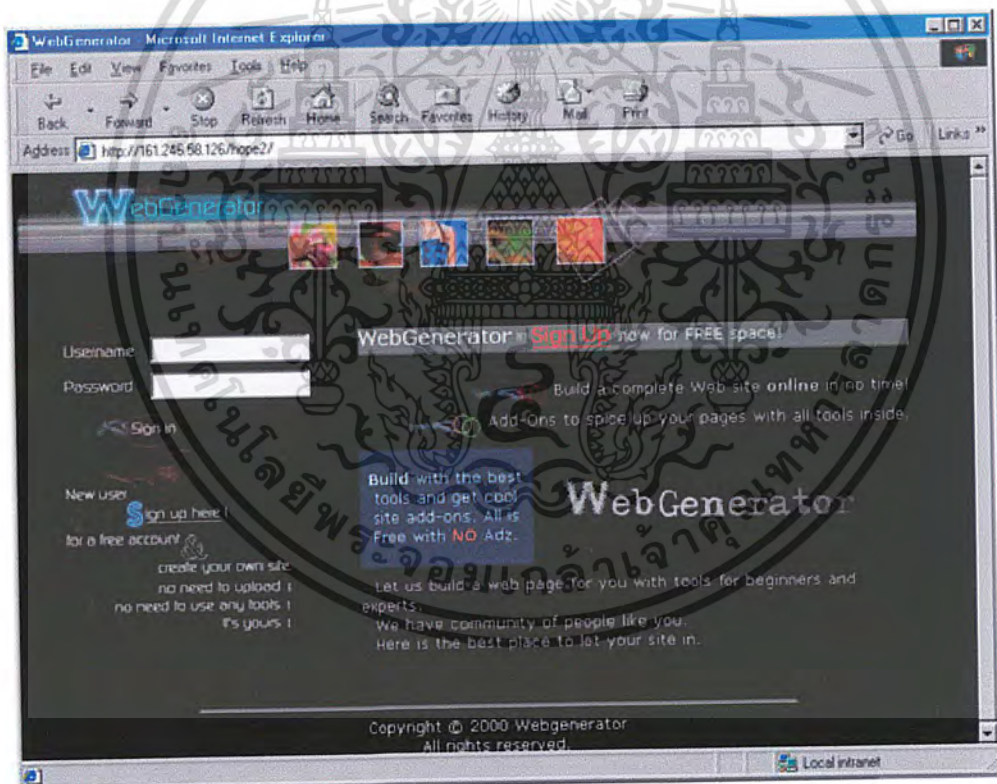 WebGenerator - Microsoft Internet Explorer
File Edit View Favorites Tools Help
Back Forward Stop Refresh Home Search Favorites History Mail Print
Address http://161.246.58.126/hope2/ Go Links »
WebGenerator
Username
Password
Sign in
New user
Sign up here !
for a free account
create your own site
no need to upload !
no need to use any tools !
It's yours !
WebGenerator Sign Up now for FREE space!
Build a complete Web site online in no time!
Add-Ons to spice up your pages with all tools inside.
Build with the best
tools and get cool
site add-ons. All is
Free with NO Adz.
WebGenerator
Let us build a web page for you with tools for beginners and
experts.
We have community of people like you.
Here is the best place to let your site in.
Copyright © 2000 Webgenerator
All rights reserved.
Local intranet